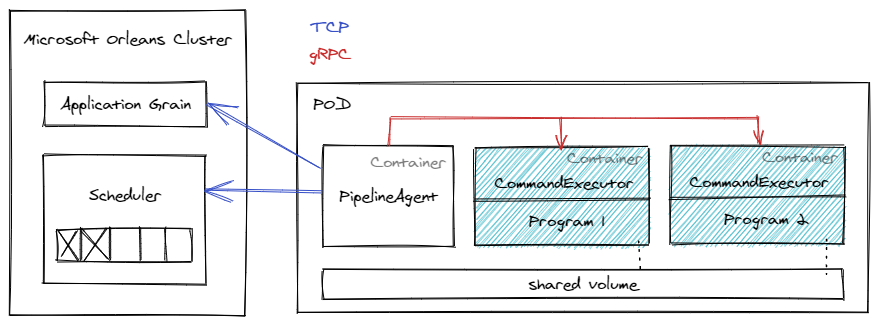 Microsoft Orleans Cluster
TCP
gRPC
Application Grain
Scheduler
POD
Container
PipelineAgent
Container
CommandExecutor
Program 1
Container
CommandExecutor
Program 2
shared volume